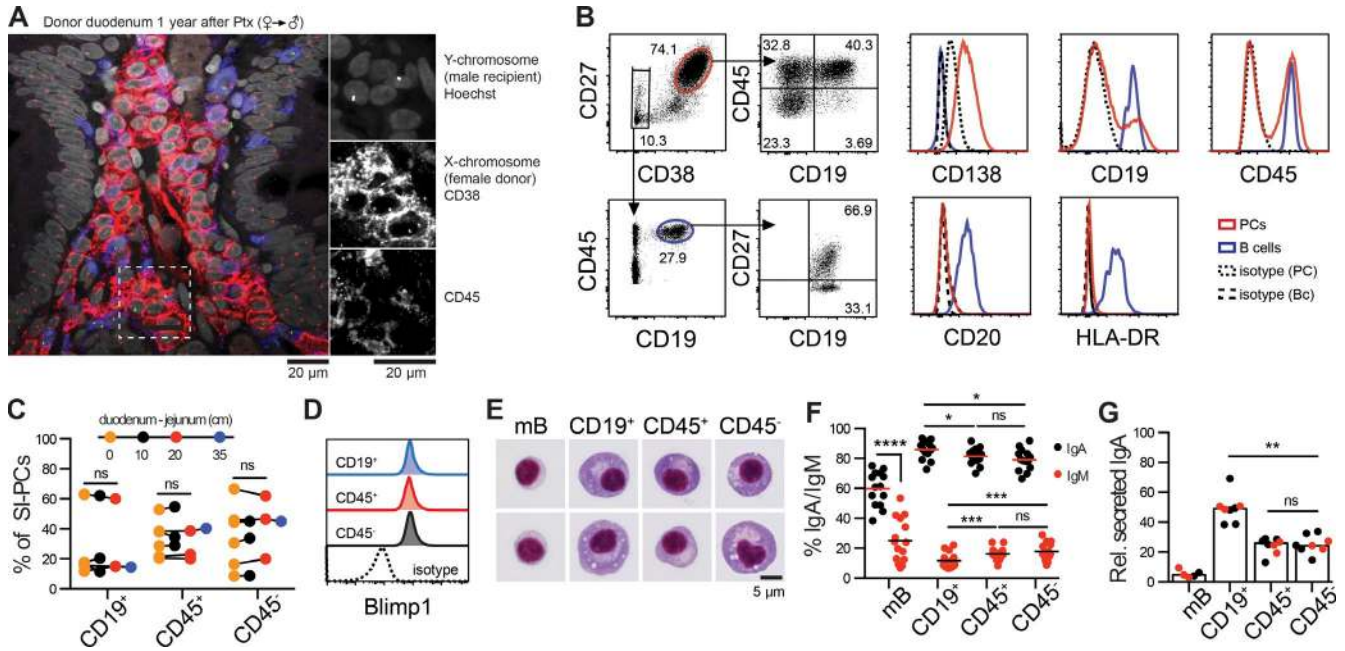 A
Donor duodenum 1 year after Ptx (♀→♂)
Y-chromosome
(male recipient)
Hoechst
X-chromosome
(female donor)
CD38
CD45
20 µm
20 µm
B
74.1
10.3
CD27
CD38
32.8
40.3
23.3
3.69
CD45
CD19
CD138
CD19
CD45
27.9
CD45
CD19
66.9
33.1
CD27
CD19
CD20
HLA-DR
PCs
B cells
isotype (PC)
isotype (Bc)
C
duodenum - jejunum (cm)
0 10 20 35
% of SI-PCs
100
80
60
40
20
0
ns
ns
ns
CD19+
CD45+
CD45-
D
CD19+
CD45+
CD45-
isotype
Blimp1
E
mB CD19+ CD45+ CD45-
5 µm
F
% IgA/IgM
100
80
60
40
20
0
****
*
*
ns
***
***
ns
IgA
IgM
mB
CD19+
CD45+
CD45-
G
Rel. secreted IgA
100
80
60
40
20
0
**
ns
mB
CD19+
CD45+
CD45-